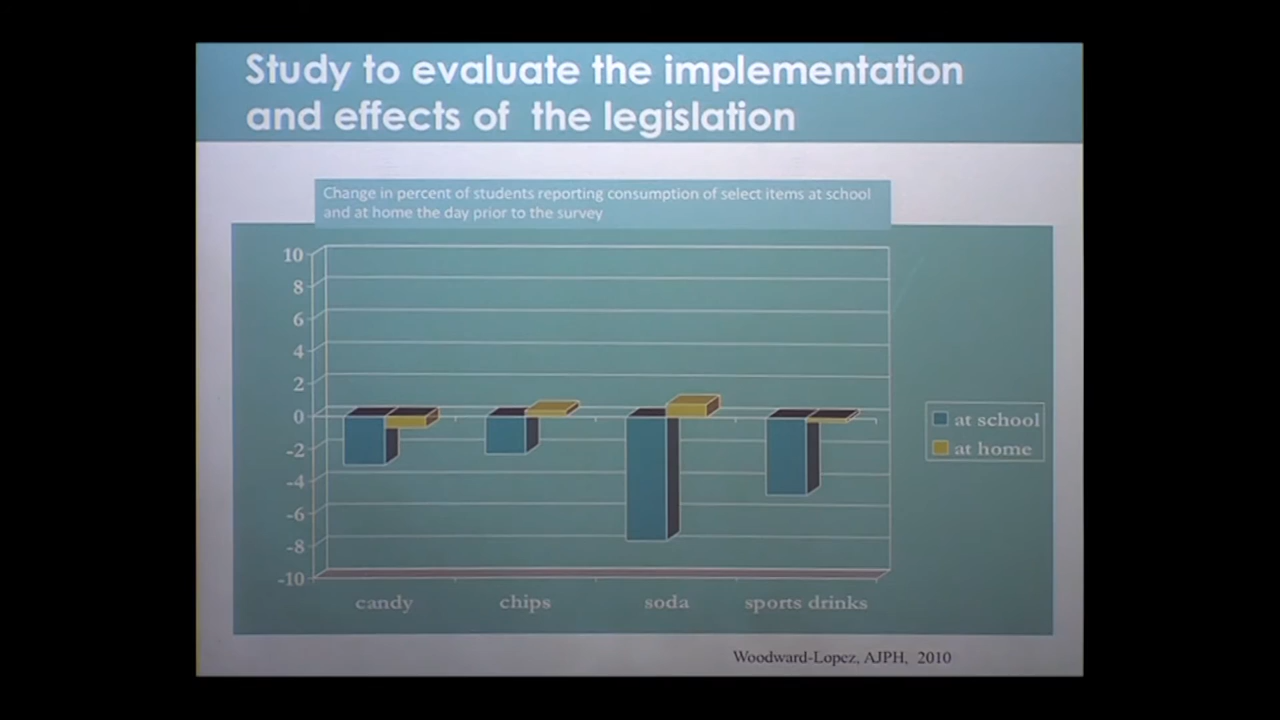 Study to evaluate the implementation
and effects of the legislation
Change in percent of students reporting consumption of select items at school
and at home the day prior to the survey
10
8
6
4
2
0
-2
-4
-6
-8
-10
candy chips soda sports drinks
at school
at home
Woodward-Lopez, AJPH, 2010